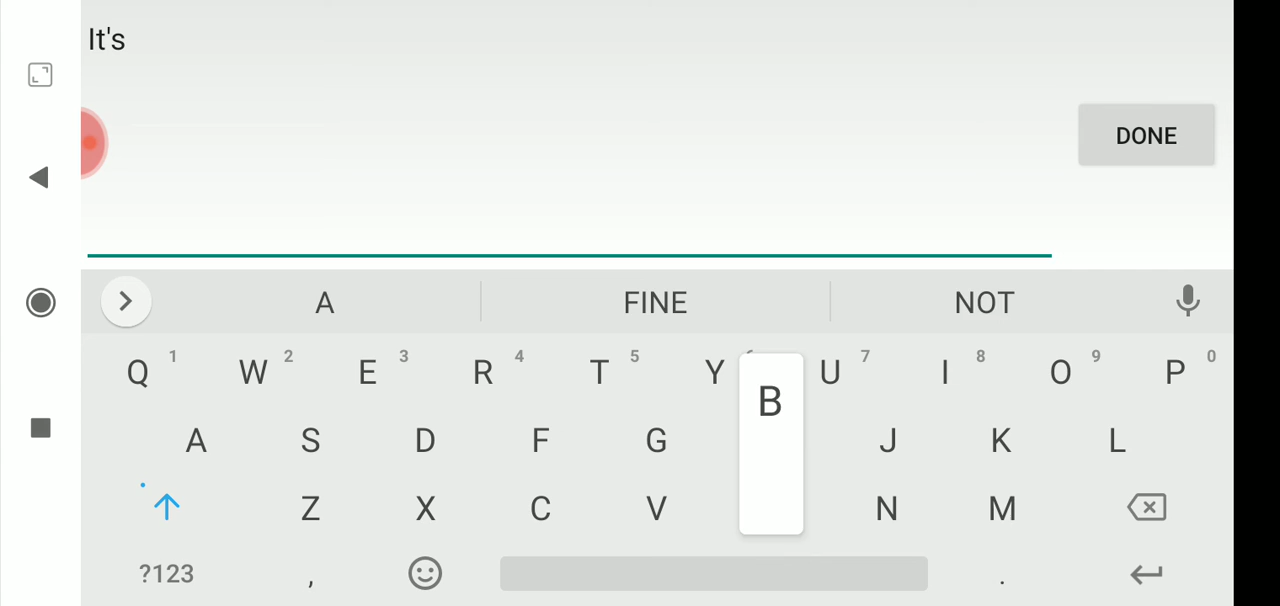 It's
DONE
A FINE NOT
Q 1 W 2 E 3 R 4 T 5 Y U 7 I 8 O 9 P 0
B
A S D F G J K L
Z X C V N M
?123 , .